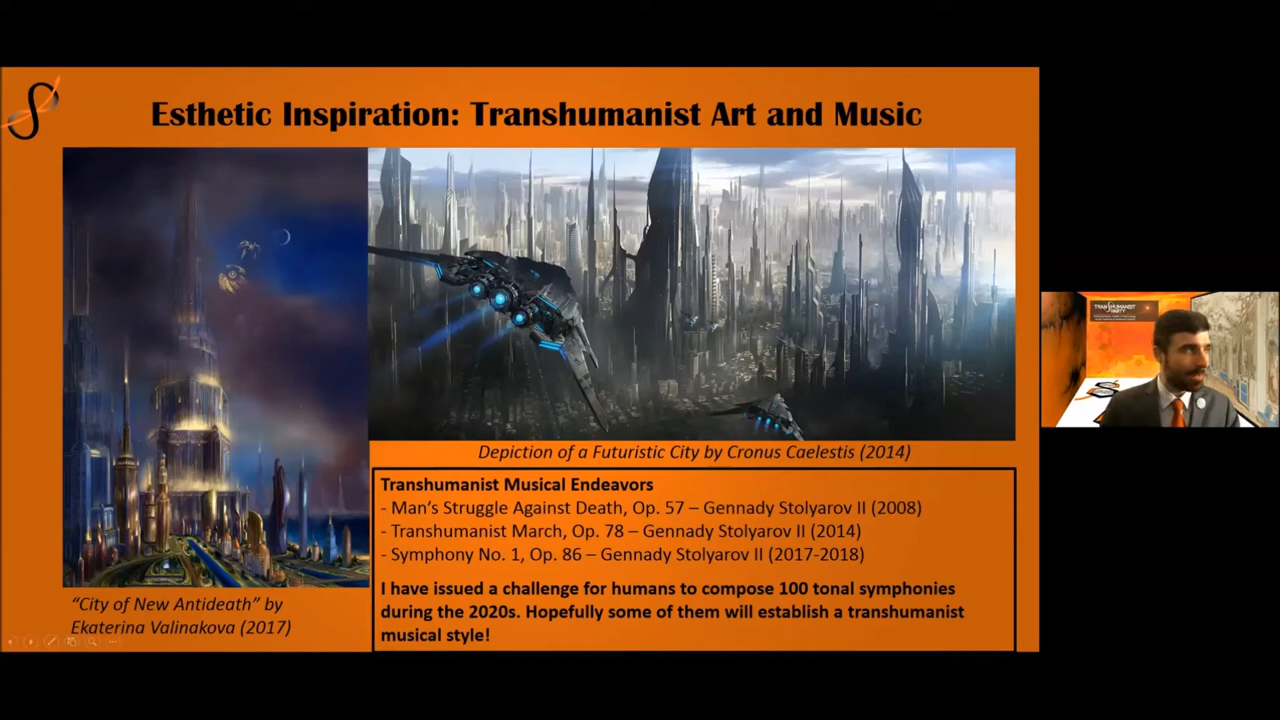 Esthetic Inspiration: Transhumanist Art and Music
Depiction of a Futuristic City by Cronus Caelestis (2014)
Transhumanist Musical Endeavors
- Man's Struggle Against Death, Op. 57 – Gennady Stolyarov II (2008)
- Transhumanist March, Op. 78 – Gennady Stolyarov II (2014)
- Symphony No. 1, Op. 86 – Gennady Stolyarov II (2017-2018)
I have issued a challenge for humans to compose 100 tonal symphonies
during the 2020s. Hopefully some of them will establish a transhumanist
musical style!
“City of New Antideath” by
Ekaterina Valinakova (2017)
TRANSHUMANIST
PARTY